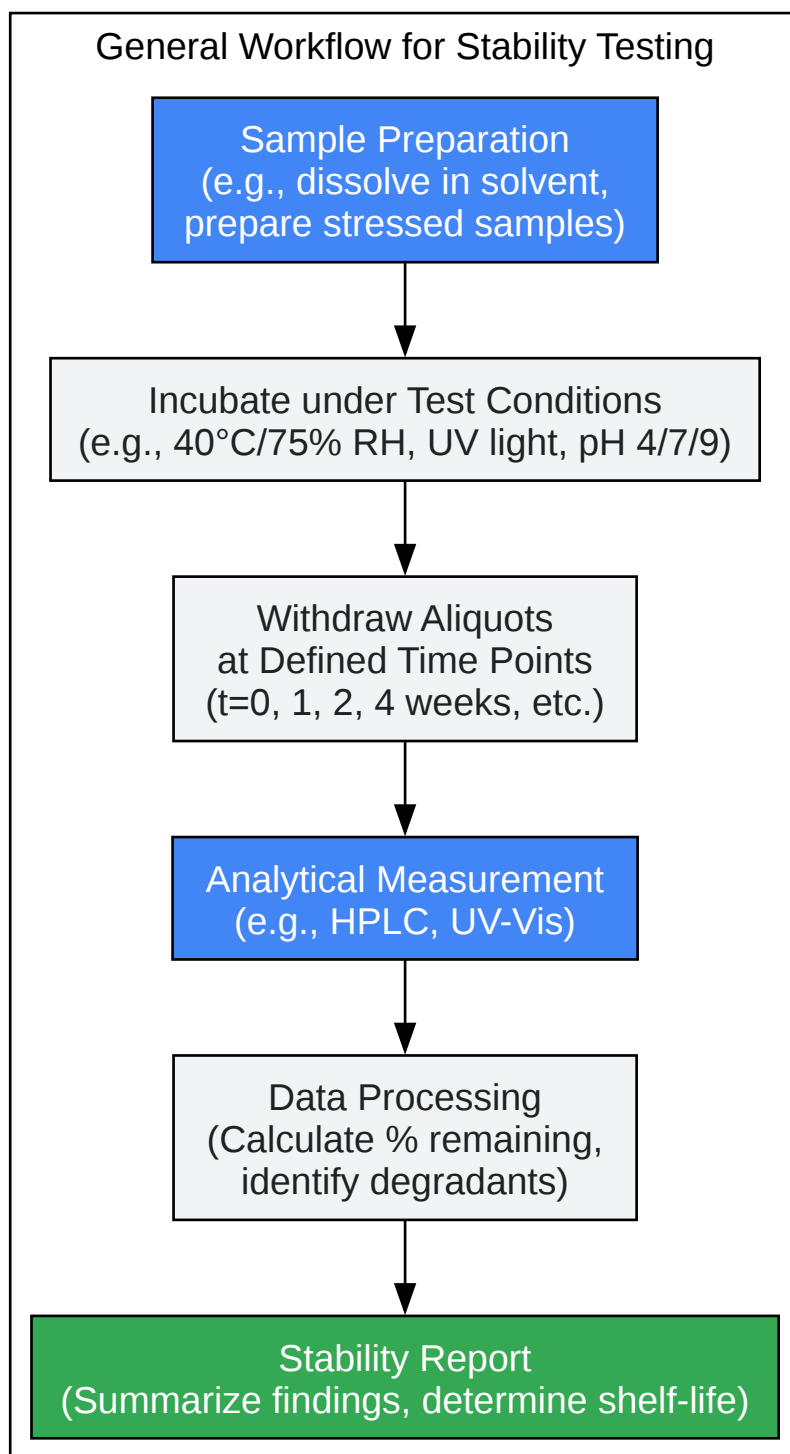 General Workflow for Stability Testing
Sample Preparation
(e.g., dissolve in solvent,
prepare stressed samples)
Incubate under Test Conditions
(e.g., 40°C/75% RH, UV light, pH 4/7/9)
Withdraw Aliquots
at Defined Time Points
(t=0, 1, 2, 4 weeks, etc.)
Analytical Measurement
(e.g., HPLC, UV-Vis)
Data Processing
(Calculate % remaining,
identify degradants)
Stability Report
(Summarize findings, determine shelf-life)